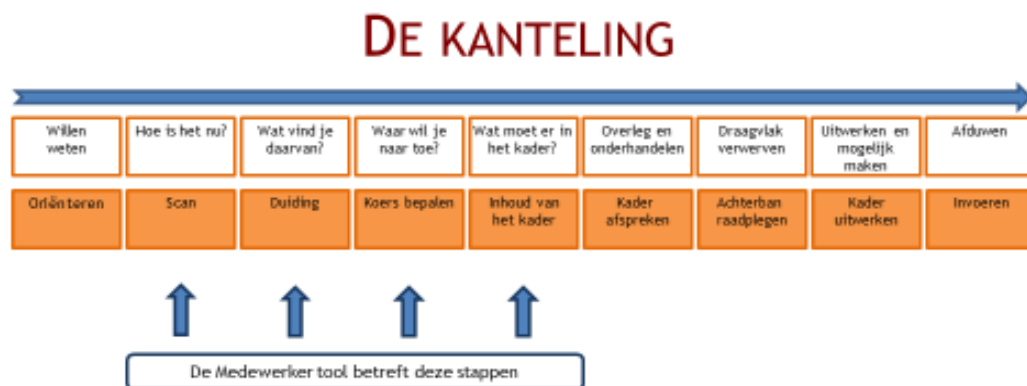 DE KANTELING
Willen
weten
Hoe is het nu?
Wat vind je
daarvan?
Waar wil je
naar toe?
Wat moet er in
het kader?
Overleg en
onderhandelen
Draagvlak
verwerven
Uitwerken en
mogelijk
maken
Afduwen
Oriënteren
Scan
Duiding
Koers bepalen
Inhoud van
het kader
Kader
afspreken
Achterban
raadplegen
Kader
uitwerken
Invoeren
De Medewerker tool betreft deze stappen